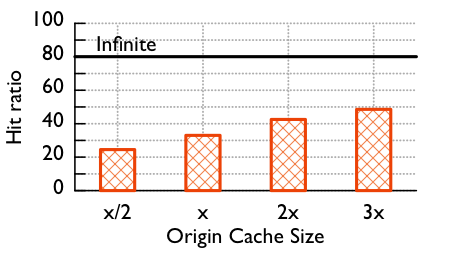 100
Infinite
80
60
40
20
0
Hit ratio
x/2 x 2x 3x
Origin Cache Size